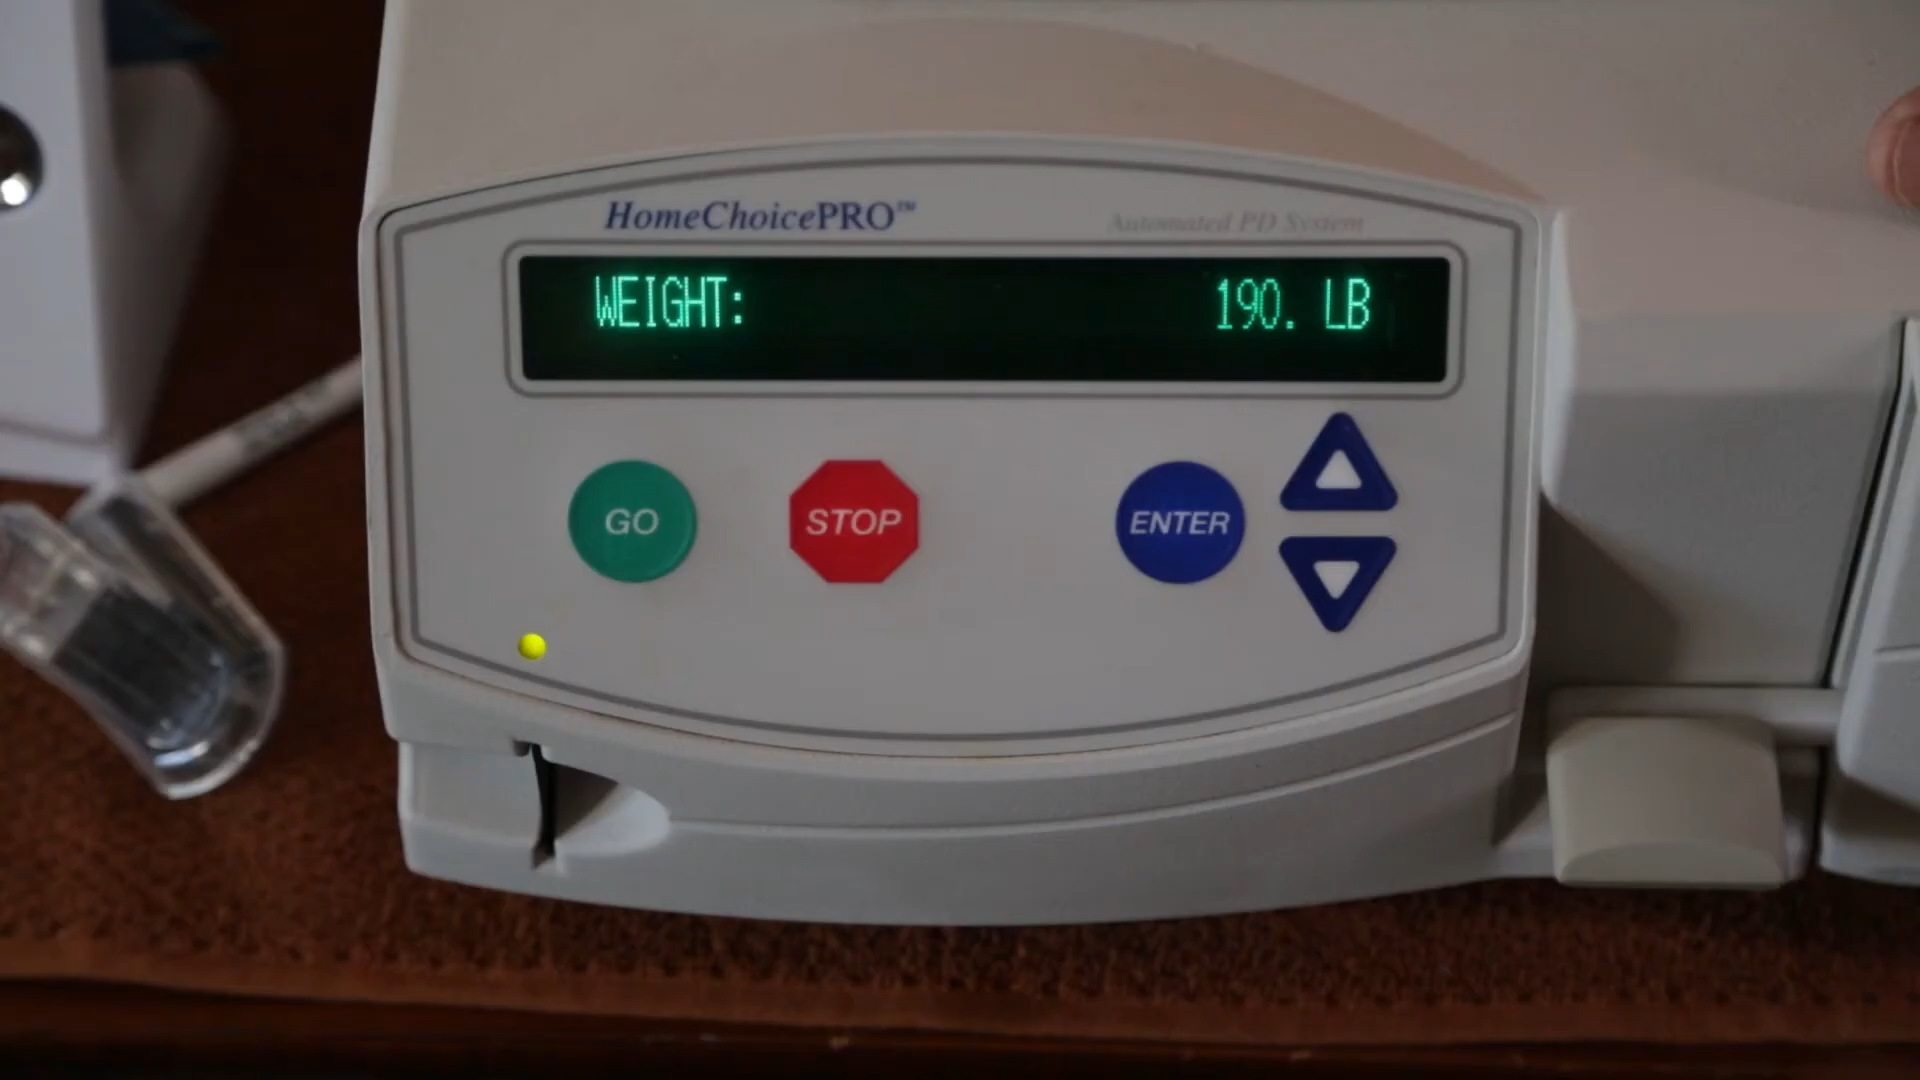 HomeChoicePRO™
Automated PD System
WEIGHT: 190. LB
GO
STOP
ENTER